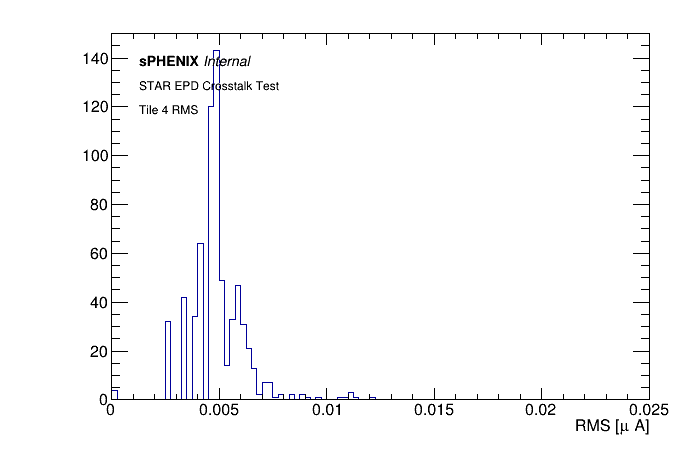 140
120
100
80
60
40
20
0
sPHENIX Internal
STAR EPD Crosstalk Test
Tile 4 RMS
0 0.005 0.01 0.015 0.02 0.025
RMS [μ A]